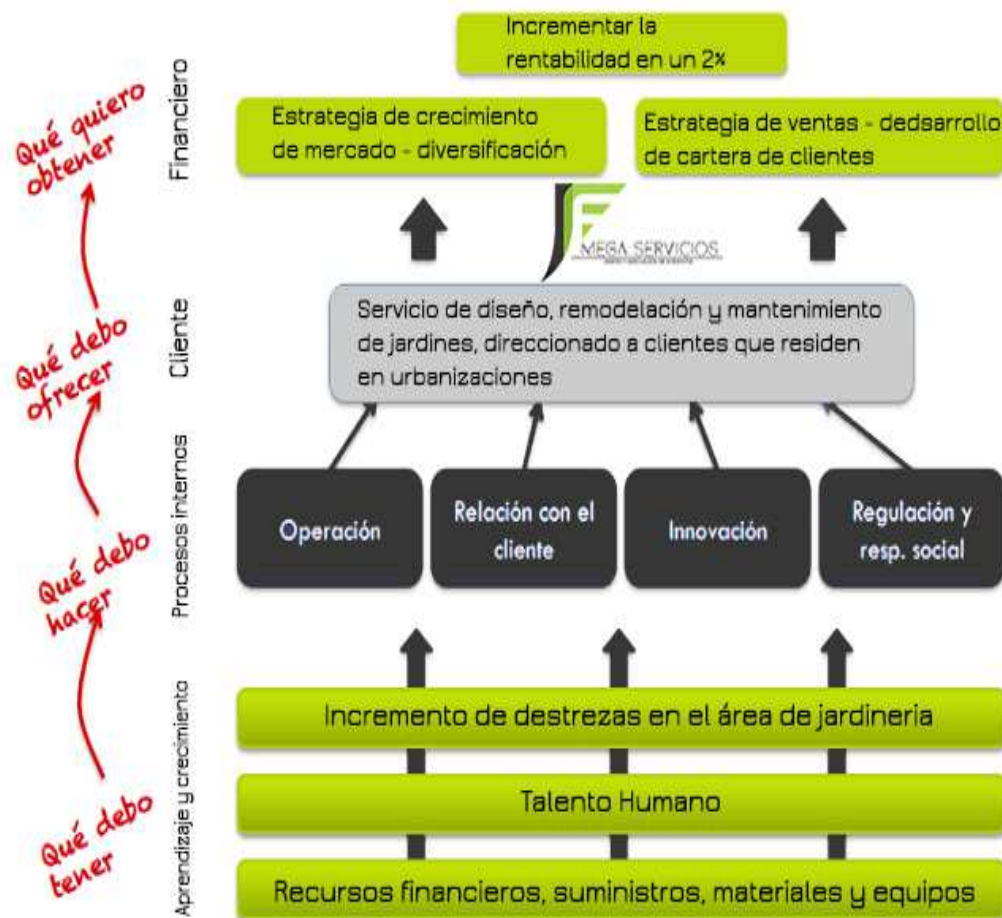 Incrementar la
rentabilidad en un 2%
Qué quiero
obtener
Financiero
Estrategia de crecimiento
de mercado - diversificación
Estrategia de ventas - dedsarrollo
de cartera de clientes
MEGA SERVICIOS
Qué debo
ofrecer
Cliente
Servicio de diseño, remodelación y mantenimiento
de jardines, direccionado a clientes que residen
en urbanizaciones
Qué debo
hacer
Procesos internos
Operación
Relación con el
cliente
Innovación
Regulación y
resp. social
Qué debo
tener
Aprendizaje y crecimiento
Incremento de destrezas en el área de jardineria
Talento Humano
Recursos financieros, suministros, materiales y equipos